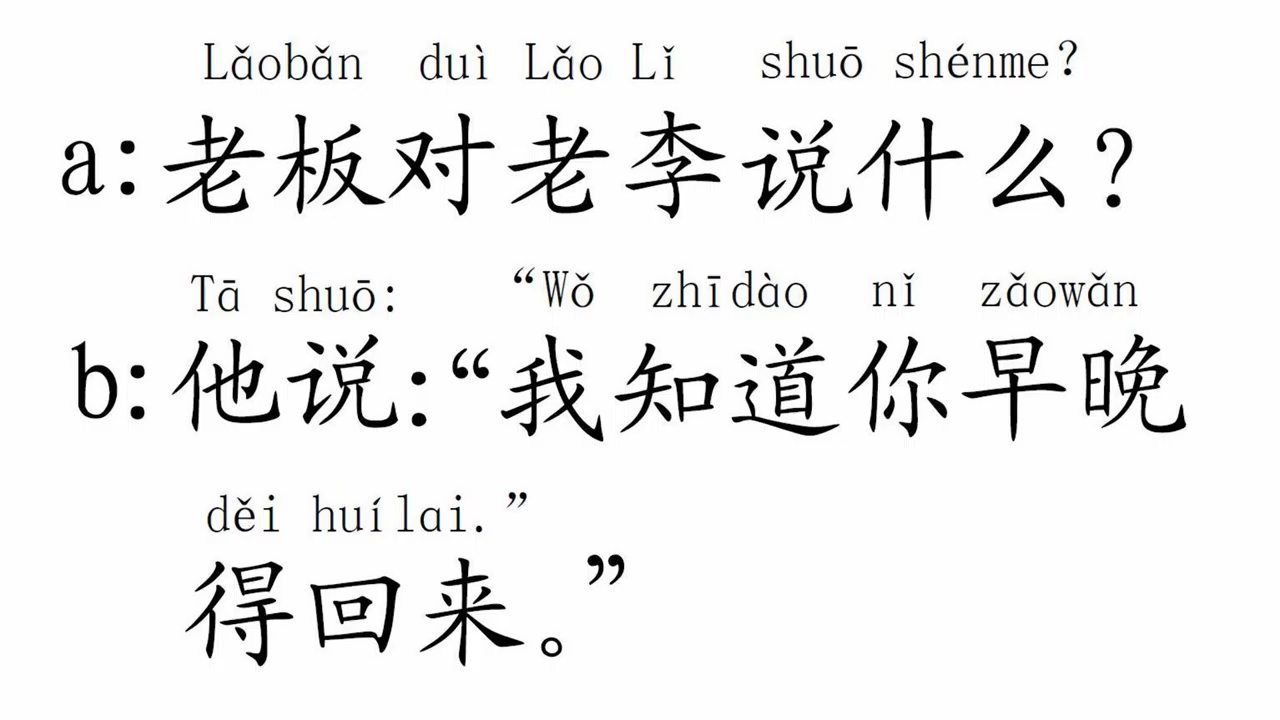 Lǎobǎn duì Lǎo Lǐ shuō shénme?
a:老板对老李说什么?
Tā shuō: “Wǒ zhīdào nǐ zǎowǎn
b:他说:“我知道你早晚
děi huílai.”
得回来。”